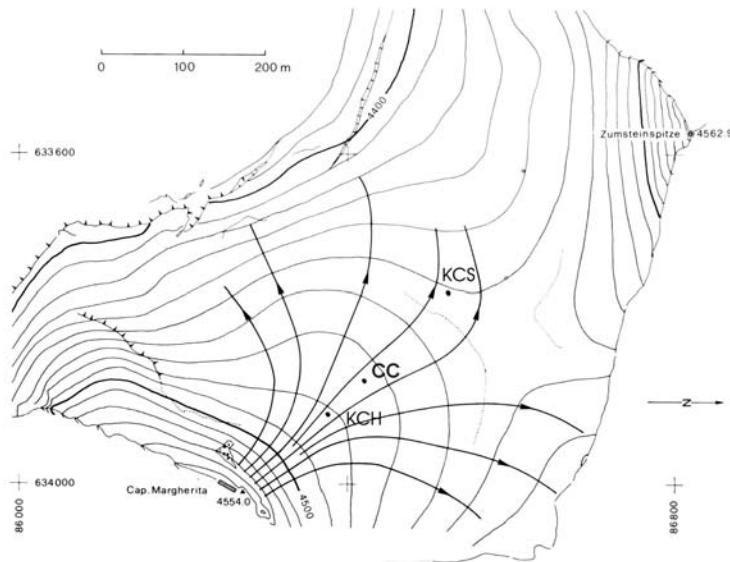 0 100 200 m
4400
Zumsteinspitze 4562.9
633600
KCS
CC
KCH
N
634000
Cap. Margherita
4554.0
4500
86000
86800